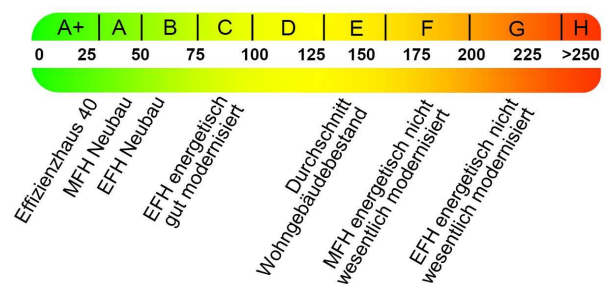 A+ A B C D E F G H
0 25 50 75 100 125 150 175 200 225 >250
Effizienzhaus 40
MFH Neubau
EFH Neubau
EFH energetisch
gut modernisiert
Durchschnitt
Wohngebäudebestand
MFH energetisch nicht
wesentlich modernisiert
EFH energetisch nicht
wesentlich modernisiert